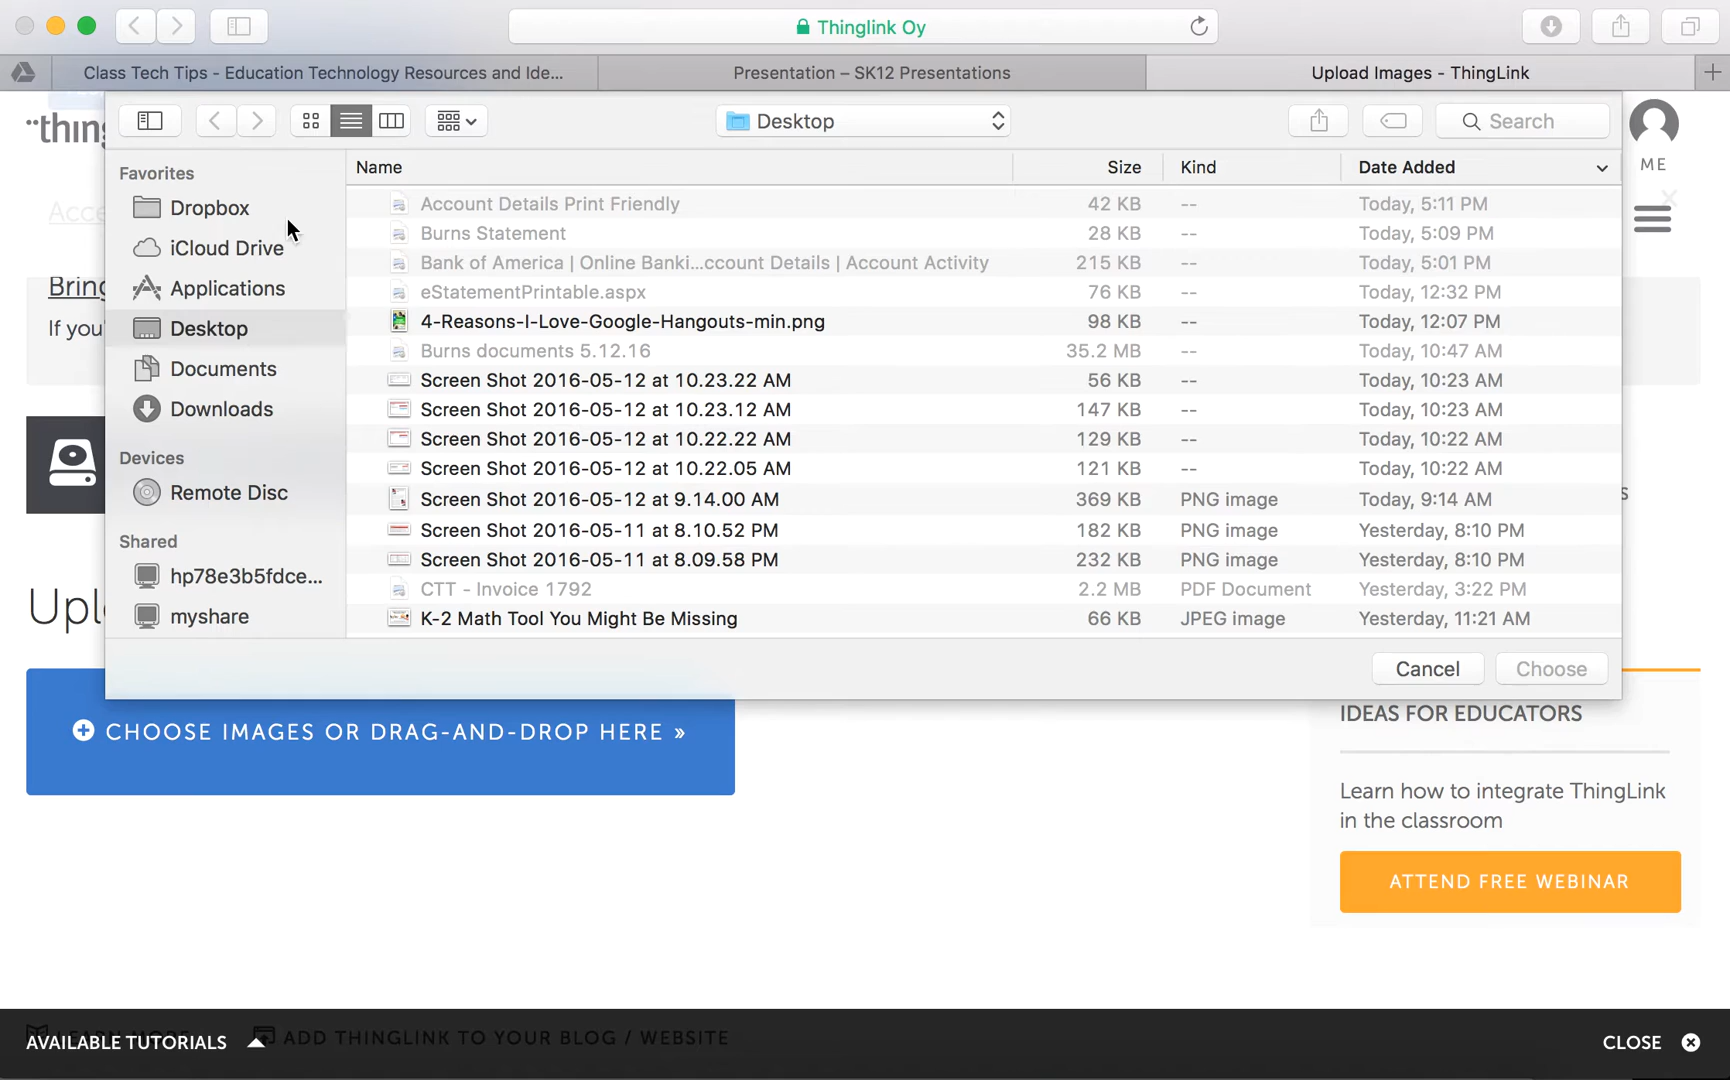 Thinglink Oy
Class Tech Tips - Education Technology Resources and Ide...
Presentation – SK12 Presentations
Upload Images - ThingLink
Desktop
Search
ME
Favorites
Dropbox
iCloud Drive
Applications
Desktop
Documents
Downloads
Devices
Remote Disc
Shared
hp78e3b5fdce...
myshare
Name Size Kind Date Added
Account Details Print Friendly 42 KB -- Today, 5:11 PM
Burns Statement 28 KB -- Today, 5:09 PM
Bank of America | Online Banki...ccount Details | Account Activity 215 KB -- Today, 5:01 PM
eStatementPrintable.aspx 76 KB -- Today, 12:32 PM
4-Reasons-I-Love-Google-Hangouts-min.png 98 KB -- Today, 12:07 PM
Burns documents 5.12.16 35.2 MB -- Today, 10:47 AM
Screen Shot 2016-05-12 at 10.23.22 AM 56 KB -- Today, 10:23 AM
Screen Shot 2016-05-12 at 10.23.12 AM 147 KB -- Today, 10:23 AM
Screen Shot 2016-05-12 at 10.22.22 AM 129 KB -- Today, 10:22 AM
Screen Shot 2016-05-12 at 10.22.05 AM 121 KB -- Today, 10:22 AM
Screen Shot 2016-05-12 at 9.14.00 AM 369 KB PNG image Today, 9:14 AM
Screen Shot 2016-05-11 at 8.10.52 PM 182 KB PNG image Yesterday, 8:10 PM
Screen Shot 2016-05-11 at 8.09.58 PM 232 KB PNG image Yesterday, 8:10 PM
CTT - Invoice 1792 2.2 MB PDF Document Yesterday, 3:22 PM
K-2 Math Tool You Might Be Missing 66 KB JPEG image Yesterday, 11:21 AM
Cancel Choose
"thing
Acce
Bring
If you'
s
Uplo
CHOOSE IMAGES OR DRAG-AND-DROP HERE »
IDEAS FOR EDUCATORS
Learn how to integrate ThingLink
in the classroom
ATTEND FREE WEBINAR
LEARN MORE ADD THINGLINK TO YOUR BLOG / WEBSITE
AVAILABLE TUTORIALS
CLOSE